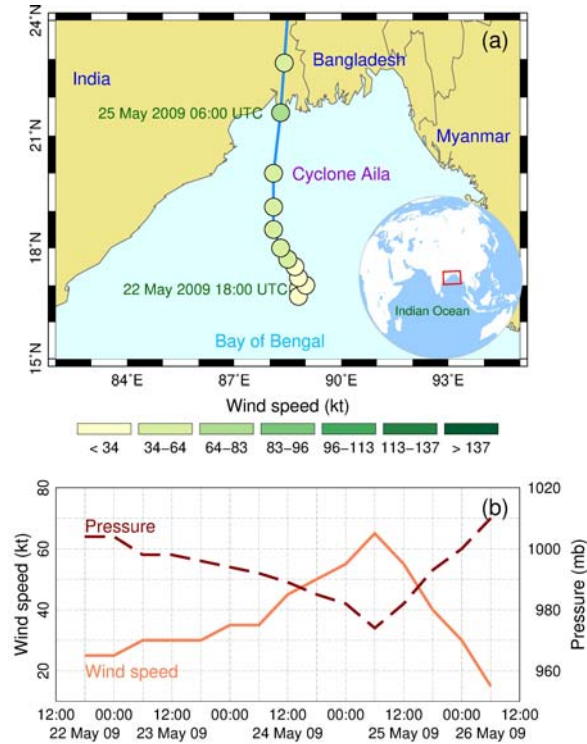 24°N
(a)
Bangladesh
India
25 May 2009 06:00 UTC
21°N
Myanmar
Cyclone Aila
18°N
22 May 2009 18:00 UTC
Indian Ocean
Bay of Bengal
15°N
84°E 87°E 90°E 93°E
Wind speed (kt)
< 34 34–64 64–83 83–96 96–113 113–137 > 137
80 1020
(b)
Pressure
60 1000
Wind speed (kt) Pressure (mb)
40 980
20 Wind speed 960
12:00 00:00 12:00 00:00 12:00 00:00 12:00 00:00 12:00
22 May 09 23 May 09 24 May 09 25 May 09 26 May 09